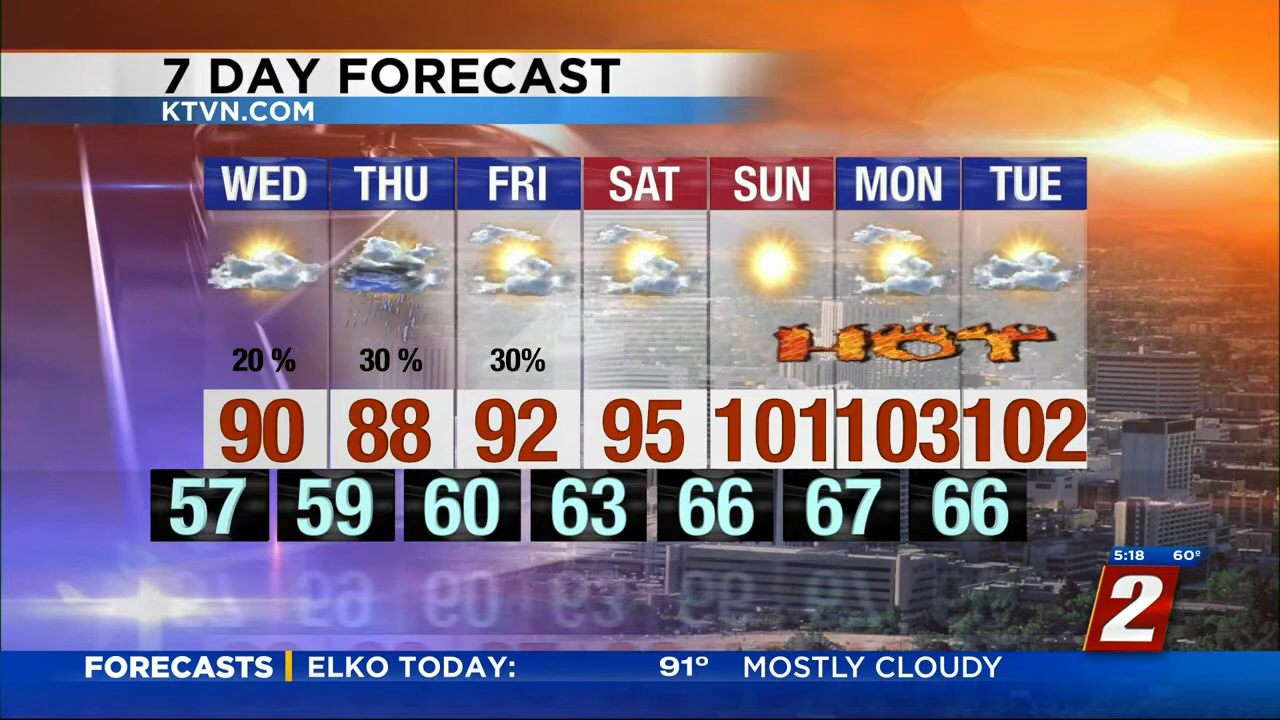 7 DAY FORECAST
KTVN.COM
WED THU FRI SAT SUN MON TUE
HOT
20 % 30 % 30%
90 88 92 95 101 103 102
57 59 60 63 66 67 66
5:18 60º
2
FORECASTS ELKO TODAY: 91º MOSTLY CLOUDY